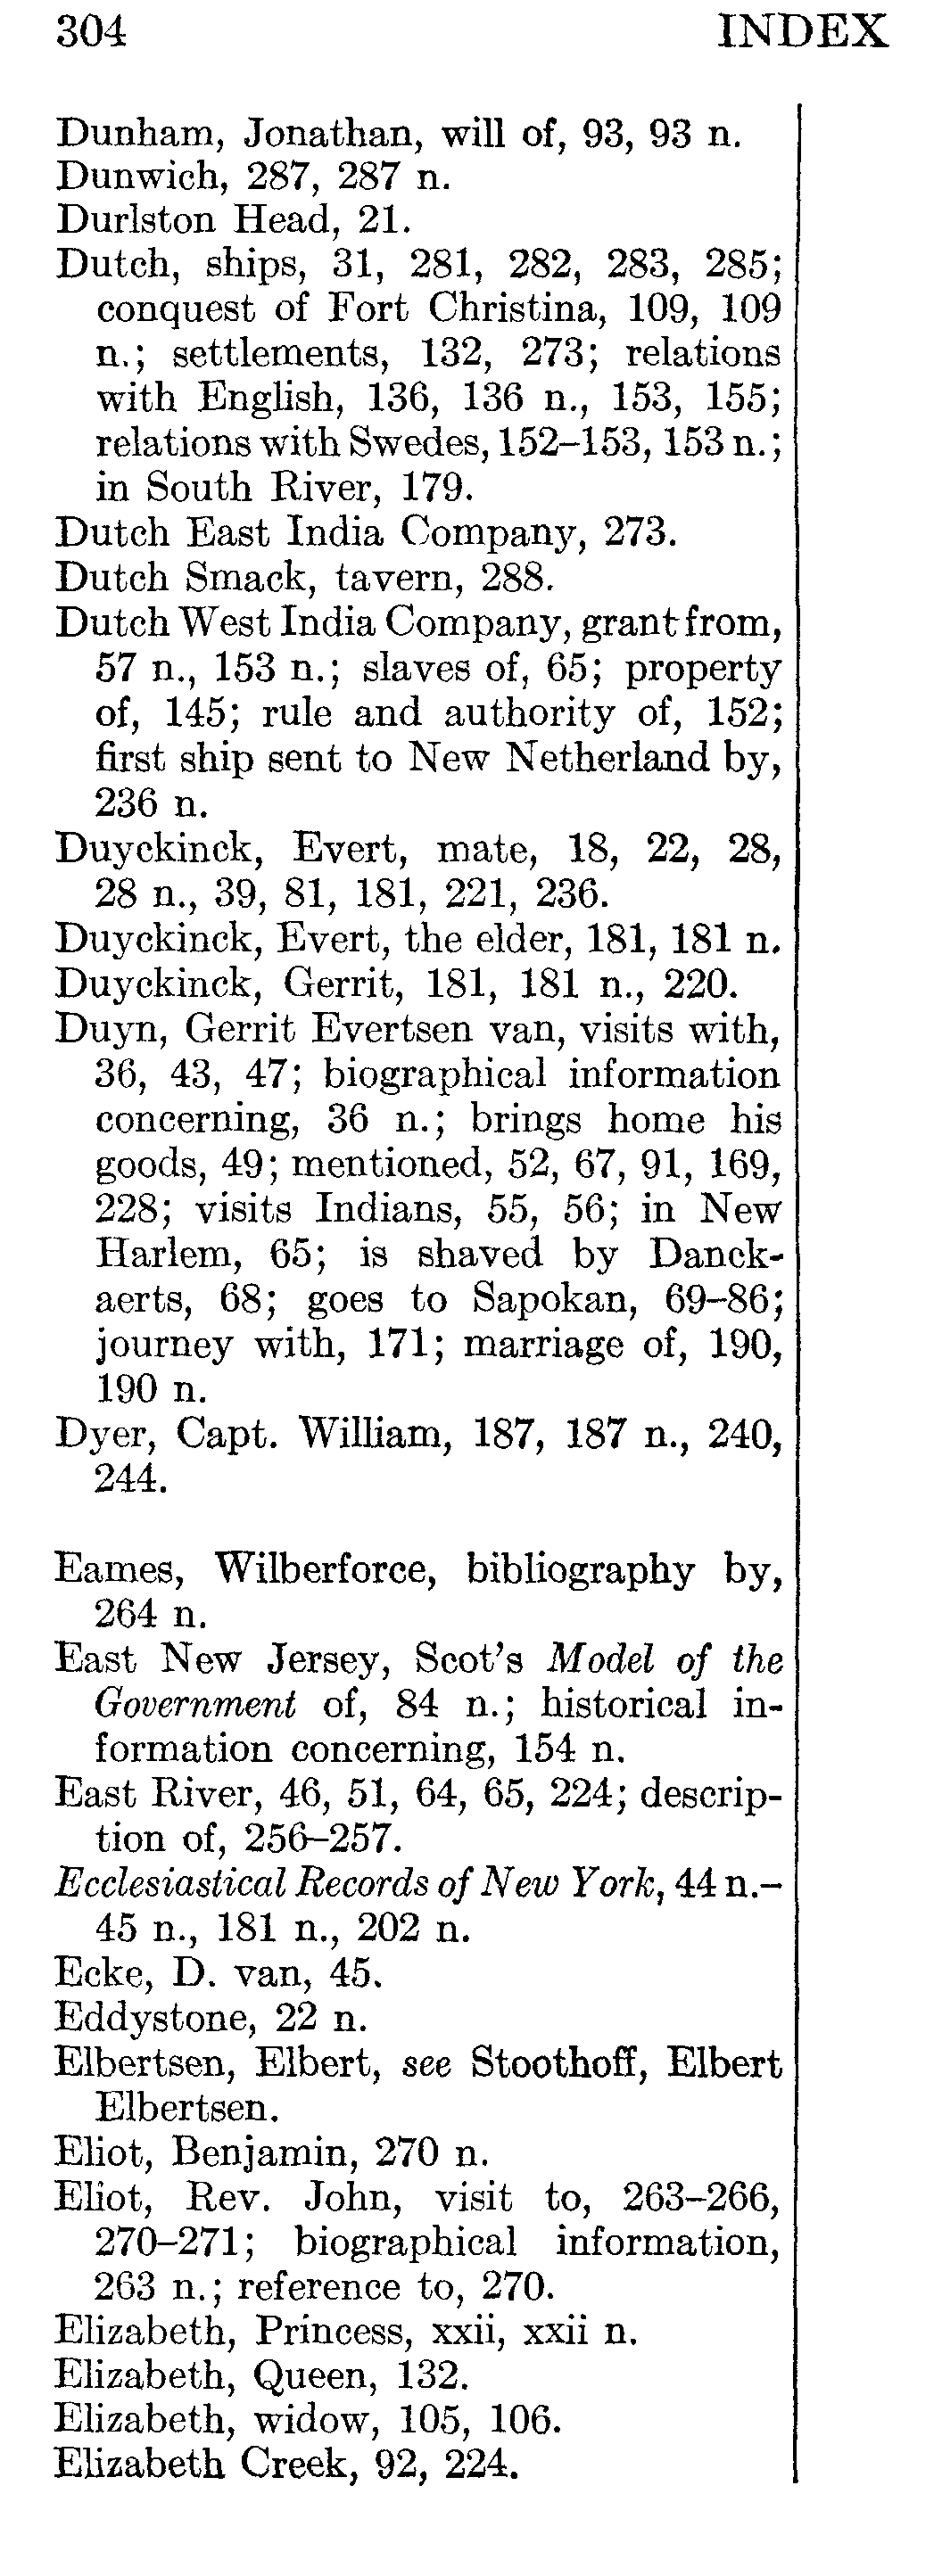 304 INDEX
Dunham, Jonathan, will of, 93, 93 n.
Dunwich, 287, 287 n.
Durlston Head, 21.
Dutch, ships, 31, 281, 282, 283, 285;
conquest of Fort Christina, 109, 109
n.; settlements, 132, 273; relations
with English, 136, 136 n., 153, 155;
relations with Swedes, 152–153, 153 n.;
in South River, 179.
Dutch East India Company, 273.
Dutch Smack, tavern, 288.
Dutch West India Company, grant from,
57 n., 153 n.; slaves of, 65; property
of, 145; rule and authority of, 152;
first ship sent to New Netherland by,
236 n.
Duyckinck, Evert, mate, 18, 22, 28,
28 n., 39, 81, 181, 221, 236.
Duyckinck, Evert, the elder, 181, 181 n.
Duyckinck, Gerrit, 181, 181 n., 220.
Duyn, Gerrit Evertsen van, visits with,
36, 43, 47; biographical information
concerning, 36 n.; brings home his
goods, 49; mentioned, 52, 67, 91, 169,
228; visits Indians, 55, 56; in New
Harlem, 65; is shaved by Danck-
aerts, 68; goes to Sapokan, 69–86;
journey with, 171; marriage of, 190,
190 n.
Dyer, Capt. William, 187, 187 n., 240,
244.
Eames, Wilberforce, bibliography by,
264 n.
East New Jersey, Scot's Model of the
Government of, 84 n.; historical in-
formation concerning, 154 n.
East River, 46, 51, 64, 65, 224; descrip-
tion of, 256–257.
Ecclesiastical Records of New York, 44 n.–
45 n., 181 n., 202 n.
Ecke, D. van, 45.
Eddystone, 22 n.
Elbertsen, Elbert, see Stoothoff, Elbert
Elbertsen.
Eliot, Benjamin, 270 n.
Eliot, Rev. John, visit to, 263–266,
270–271; biographical information,
263 n.; reference to, 270.
Elizabeth, Princess, xxii, xxii n.
Elizabeth, Queen, 132.
Elizabeth, widow, 105, 106.
Elizabeth Creek, 92, 224.